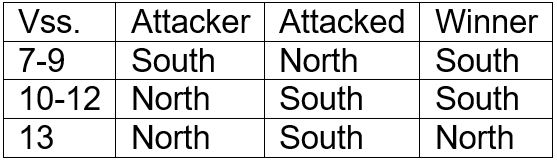 Vss. Attacker Attacked Winner
7-9 South North South
10-12 North South South
13 North South North